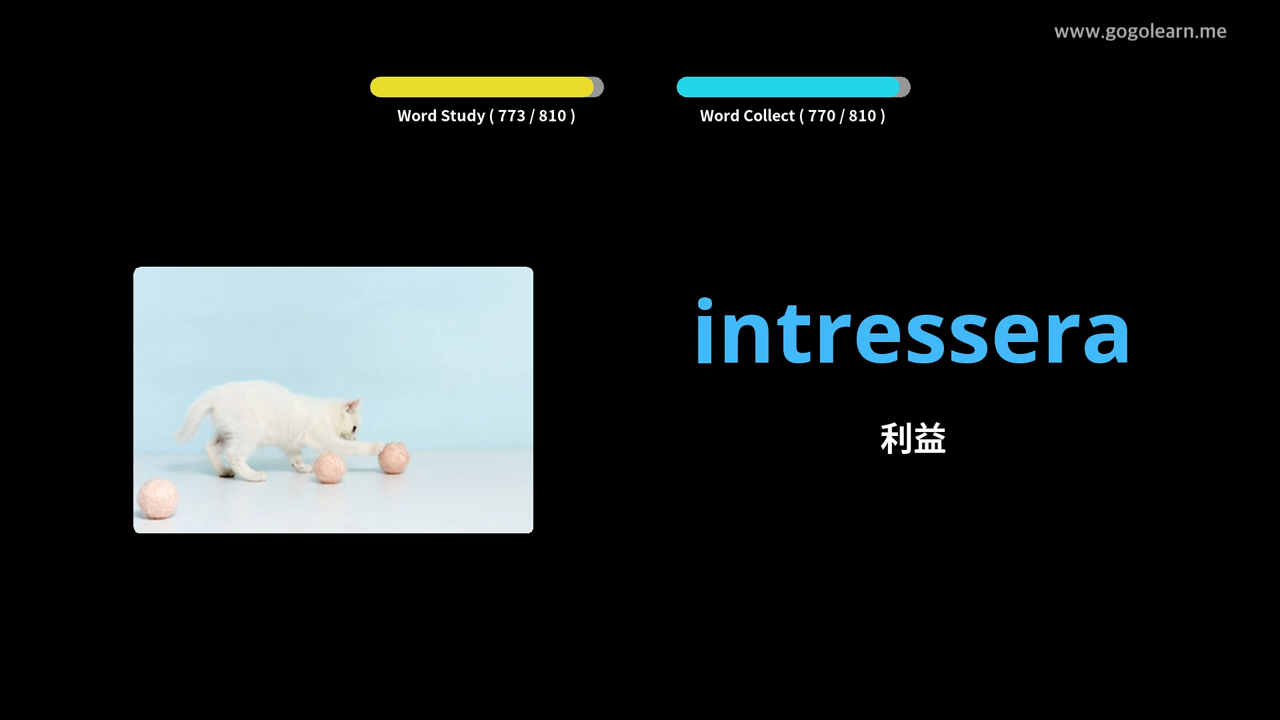 www.gogolearn.me
Word Study ( 773 / 810 )
Word Collect ( 770 / 810 )
intressera
利益